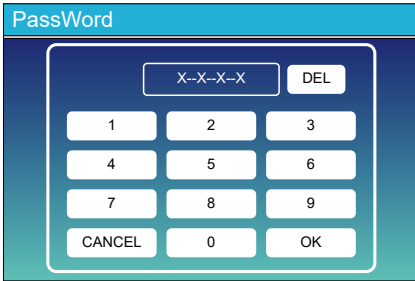 PassWord
X--X--X--X DEL
1 2 3
4 5 6
7 8 9
CANCEL 0 OK